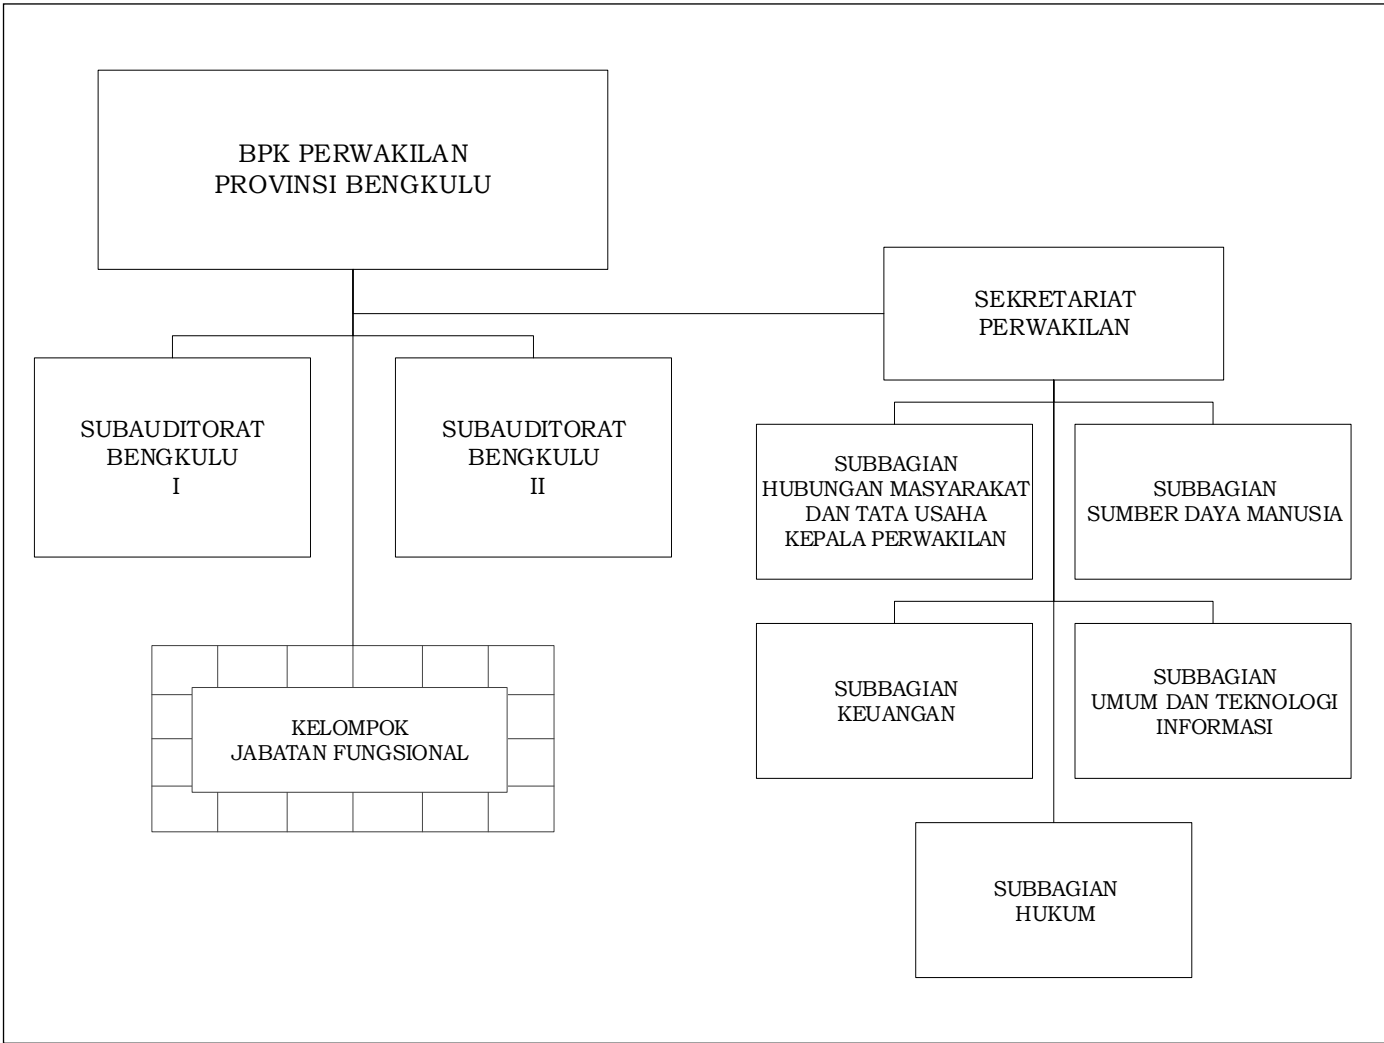 BPK PERWAKILAN
PROVINSI BENGKULU
SEKRETARIAT
PERWAKILAN
SUBAUDITORAT
BENGKULU
I
SUBAUDITORAT
BENGKULU
II
SUBBAGIAN
HUBUNGAN MASYARAKAT
DAN TATA USAHA
KEPALA PERWAKILAN
SUBBAGIAN
SUMBER DAYA MANUSIA
KELOMPOK
JABATAN FUNGSIONAL
SUBBAGIAN
KEUANGAN
SUBBAGIAN
UMUM DAN TEKNOLOGI
INFORMASI
SUBBAGIAN
HUKUM